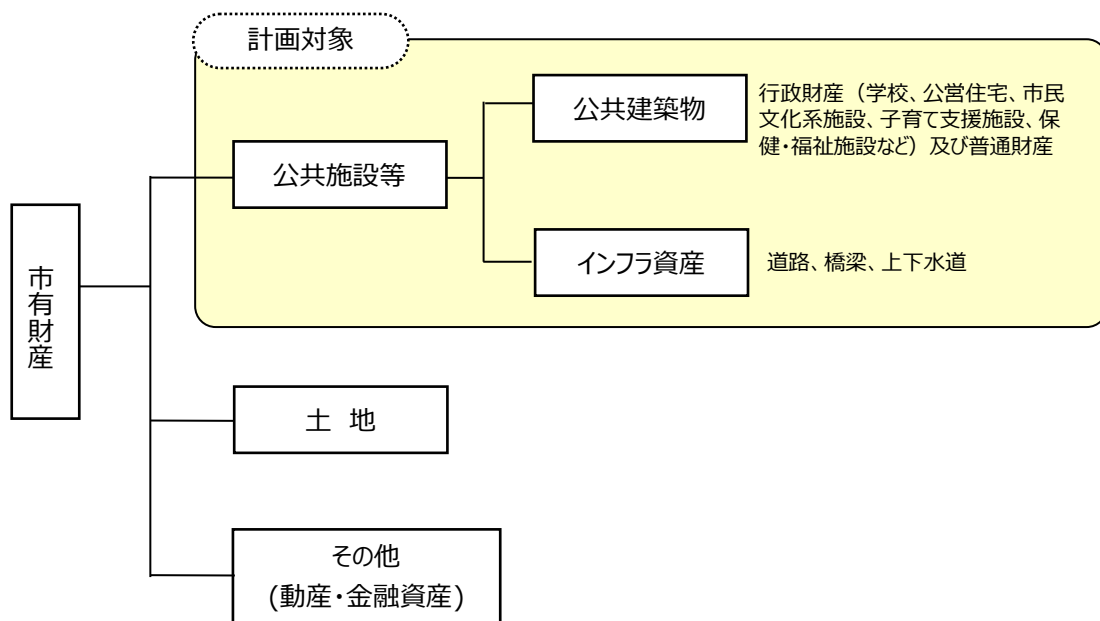 計画対象
公共建築物
行政財産（学校、公営住宅、市民
文化系施設、子育て支援施設、保
健・福祉施設など）及び普通財産
公共施設等
インフラ資産
道路、橋梁、上下水道
市有財産
土 地
その他
(動産・金融資産)